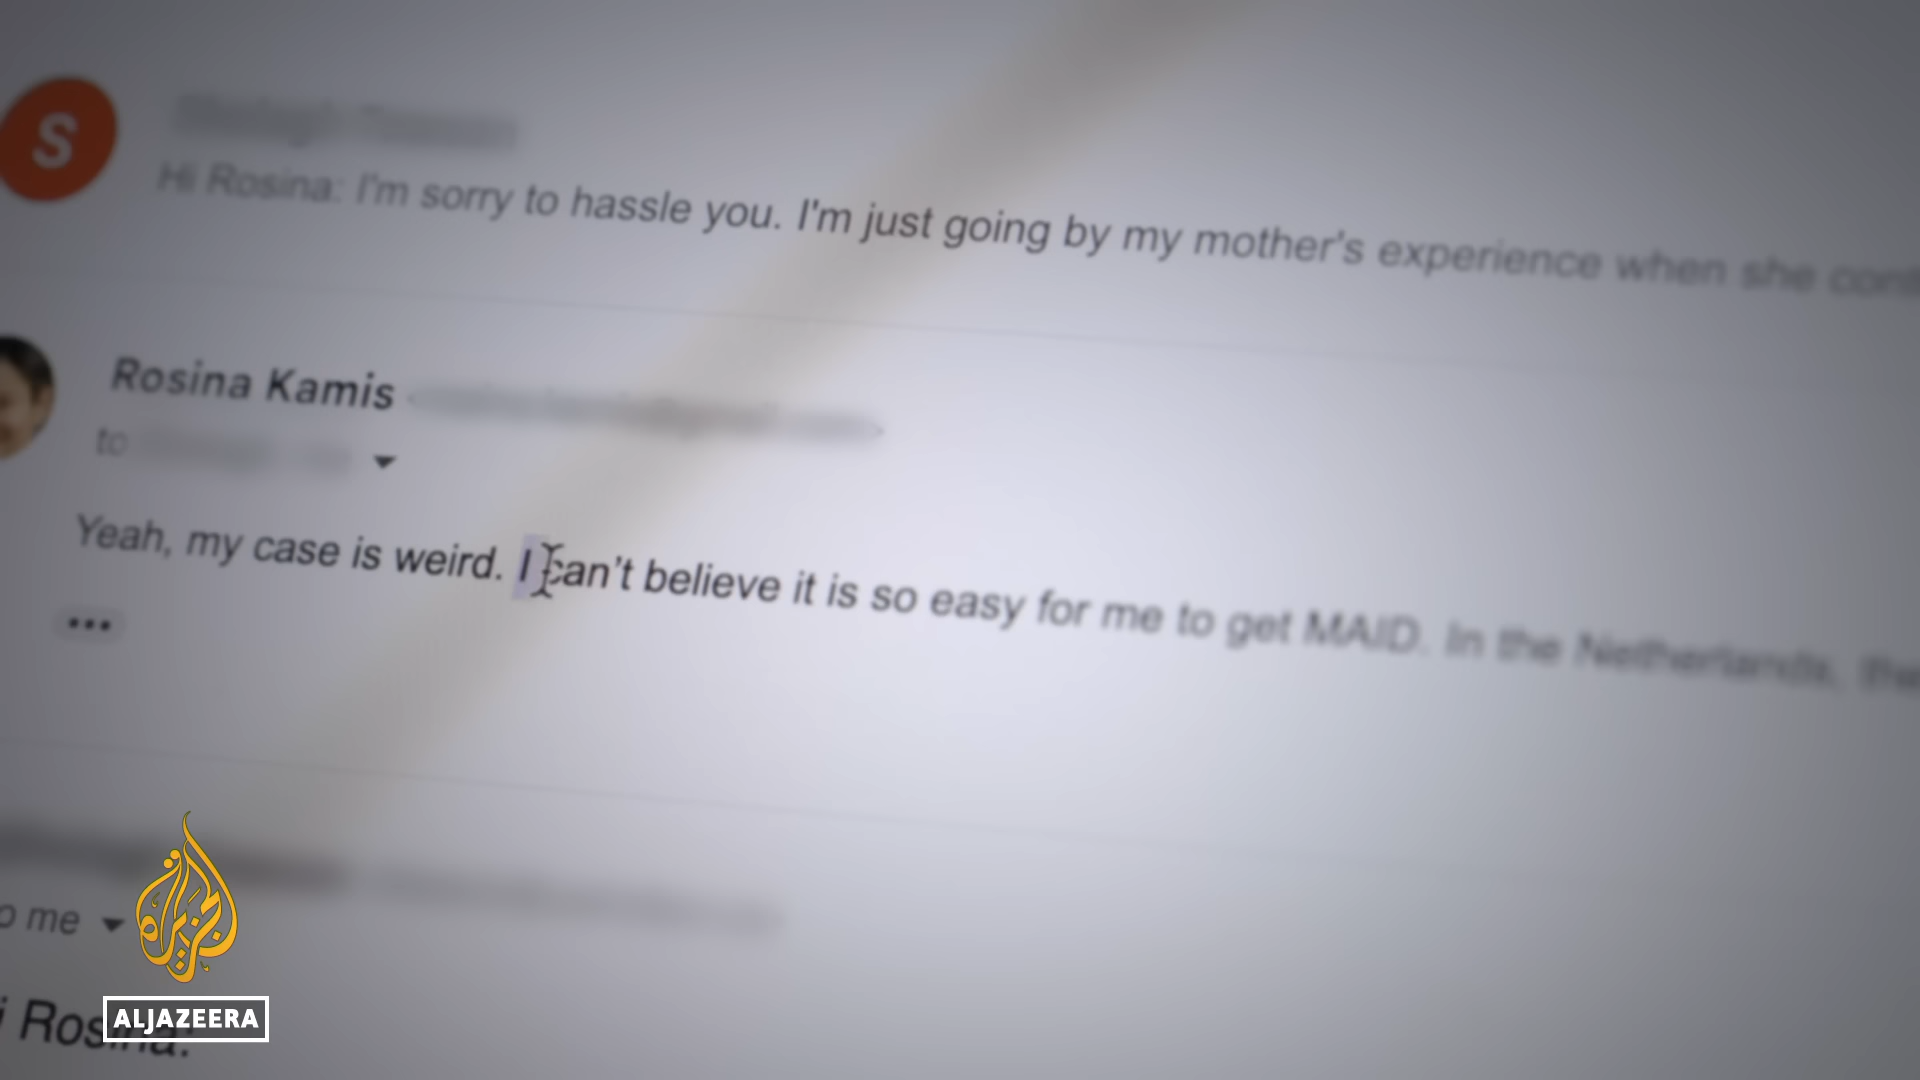 S
Hi Rosina: I'm sorry to hassle you. I'm just going by my mother's experience when she
Rosina Kamis
to
Yeah, my case is weird. I can't believe it is so easy for me to get MAID. In the Netherlands,
me
Rosina:
ALJAZEERA